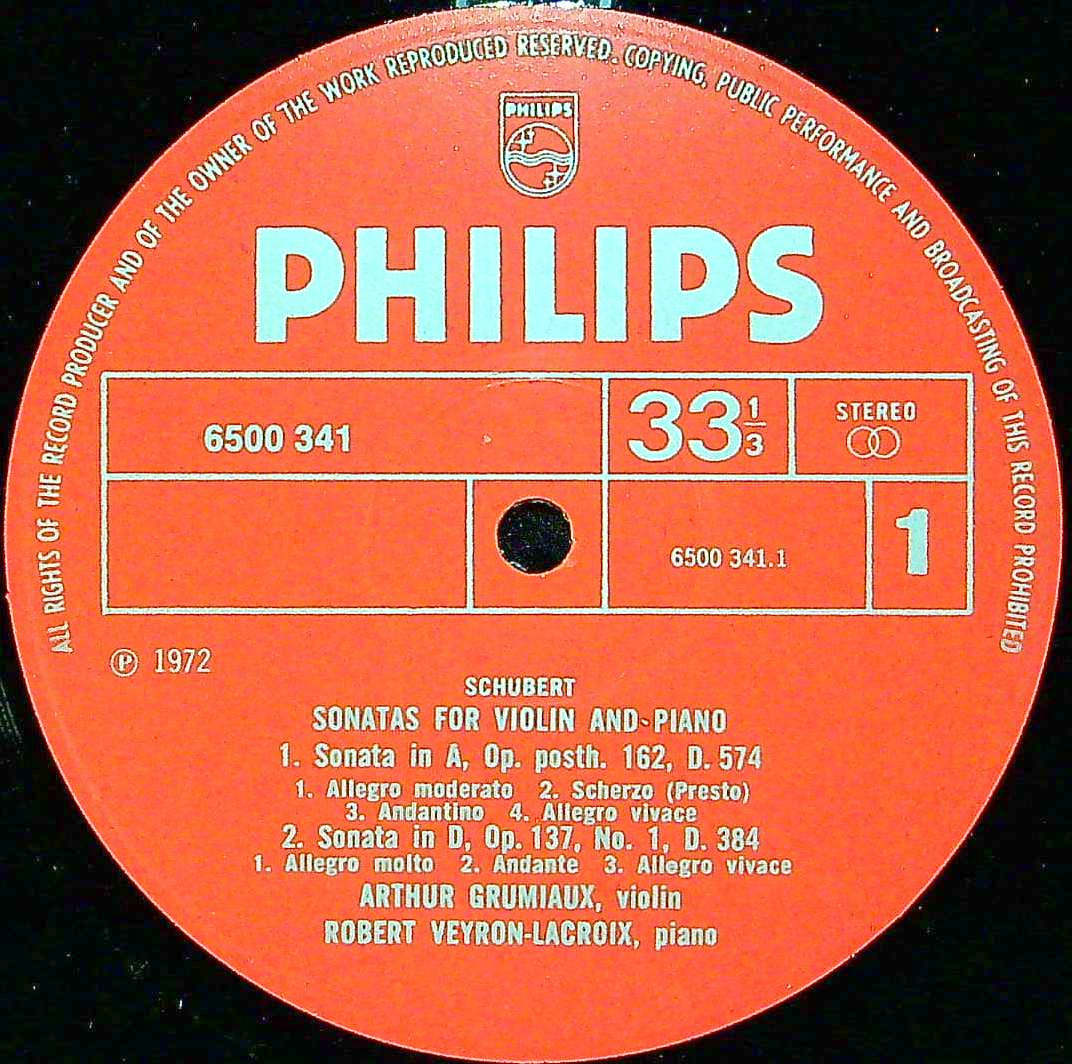 ALL RIGHTS OF THE RECORD PRODUCER AND OF THE OWNER OF THE WORK REPRODUCED RESERVED. COPYING, PUBLIC PERFORMANCE AND BROADCASTING OF THIS RECORD PROHIBITED
PHILIPS
PHILIPS
6500 341
33 1/3
STEREO
6500 341.1
1
℗ 1972
SCHUBERT
SONATAS FOR VIOLIN AND PIANO
1. Sonata in A, Op. posth. 162, D. 574
1. Allegro moderato 2. Scherzo (Presto)
3. Andantino 4. Allegro vivace
2. Sonata in D, Op. 137, No. 1, D. 384
1. Allegro molto 2. Andante 3. Allegro vivace
ARTHUR GRUMIAUX, violin
ROBERT VEYRON-LACROIX, piano